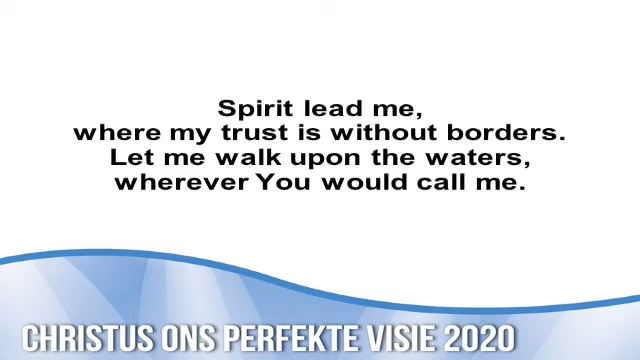 Spirit lead me,
where my trust is without borders.
Let me walk upon the waters,
wherever You would call me.
CHRISTUS ONS PERFEKTE VISIE 2020